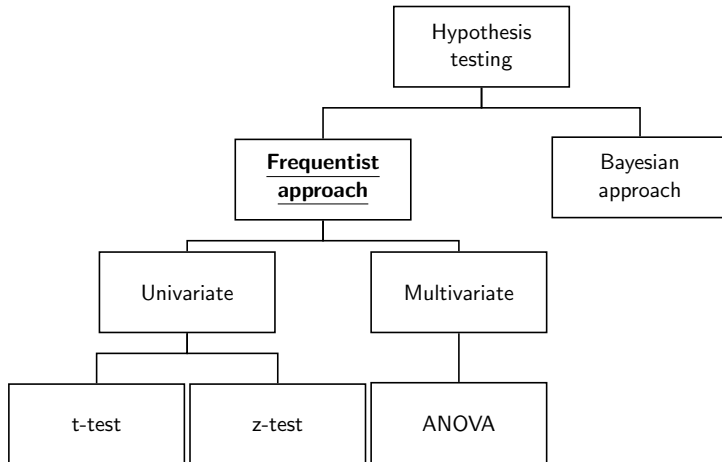 Hypothesis
testing
Frequentist
approach
Bayesian
approach
Univariate
Multivariate
t-test
z-test
ANOVA